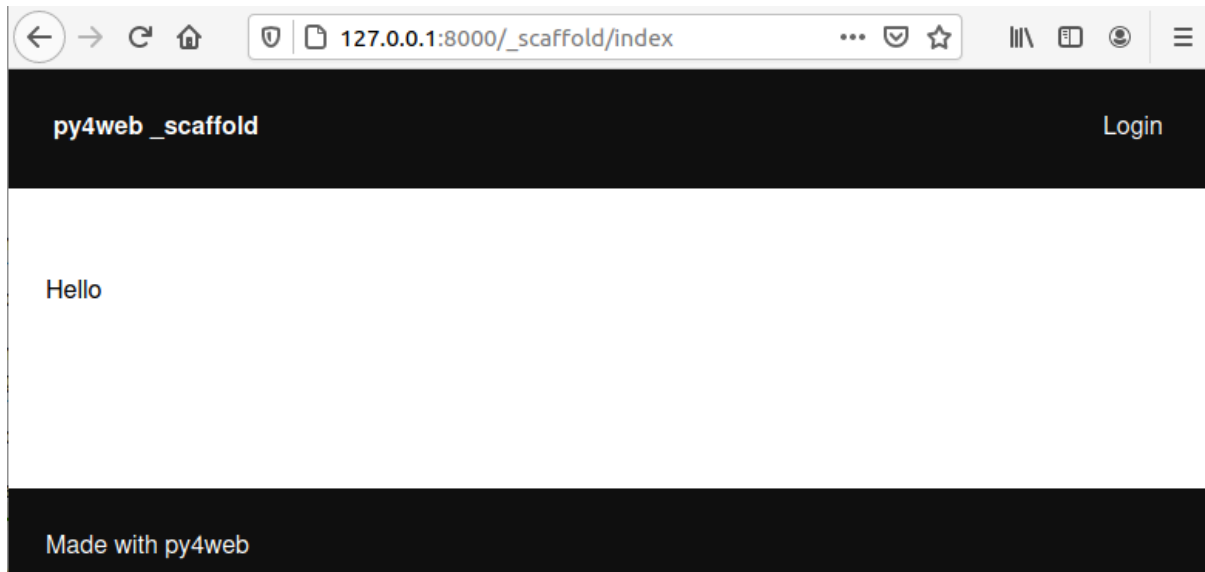 127.0.0.1:8000/_scaffold/index
py4web _scaffold Login
Hello
Made with py4web